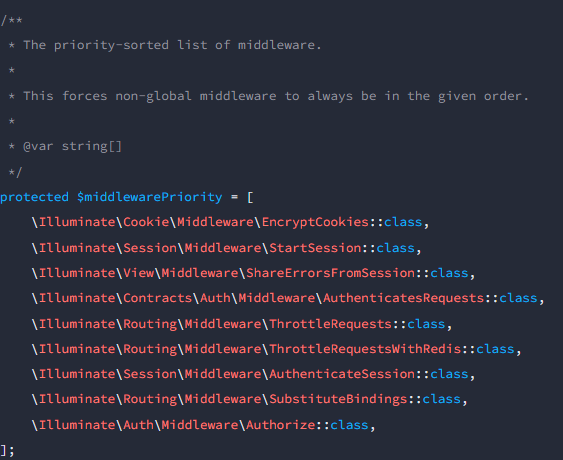 /**
 * The priority-sorted list of middleware.
 *
 * This forces non-global middleware to always be in the given order.
 *
 * @var string[]
 */
protected $middlewarePriority = [
    \Illuminate\Cookie\Middleware\EncryptCookies::class,
    \Illuminate\Session\Middleware\StartSession::class,
    \Illuminate\View\Middleware\ShareErrorsFromSession::class,
    \Illuminate\Contracts\Auth\Middleware\AuthenticatesRequests::class,
    \Illuminate\Routing\Middleware\ThrottleRequests::class,
    \Illuminate\Routing\Middleware\ThrottleRequestsWithRedis::class,
    \Illuminate\Session\Middleware\AuthenticateSession::class,
    \Illuminate\Routing\Middleware\SubstituteBindings::class,
    \Illuminate\Auth\Middleware\Authorize::class,
];